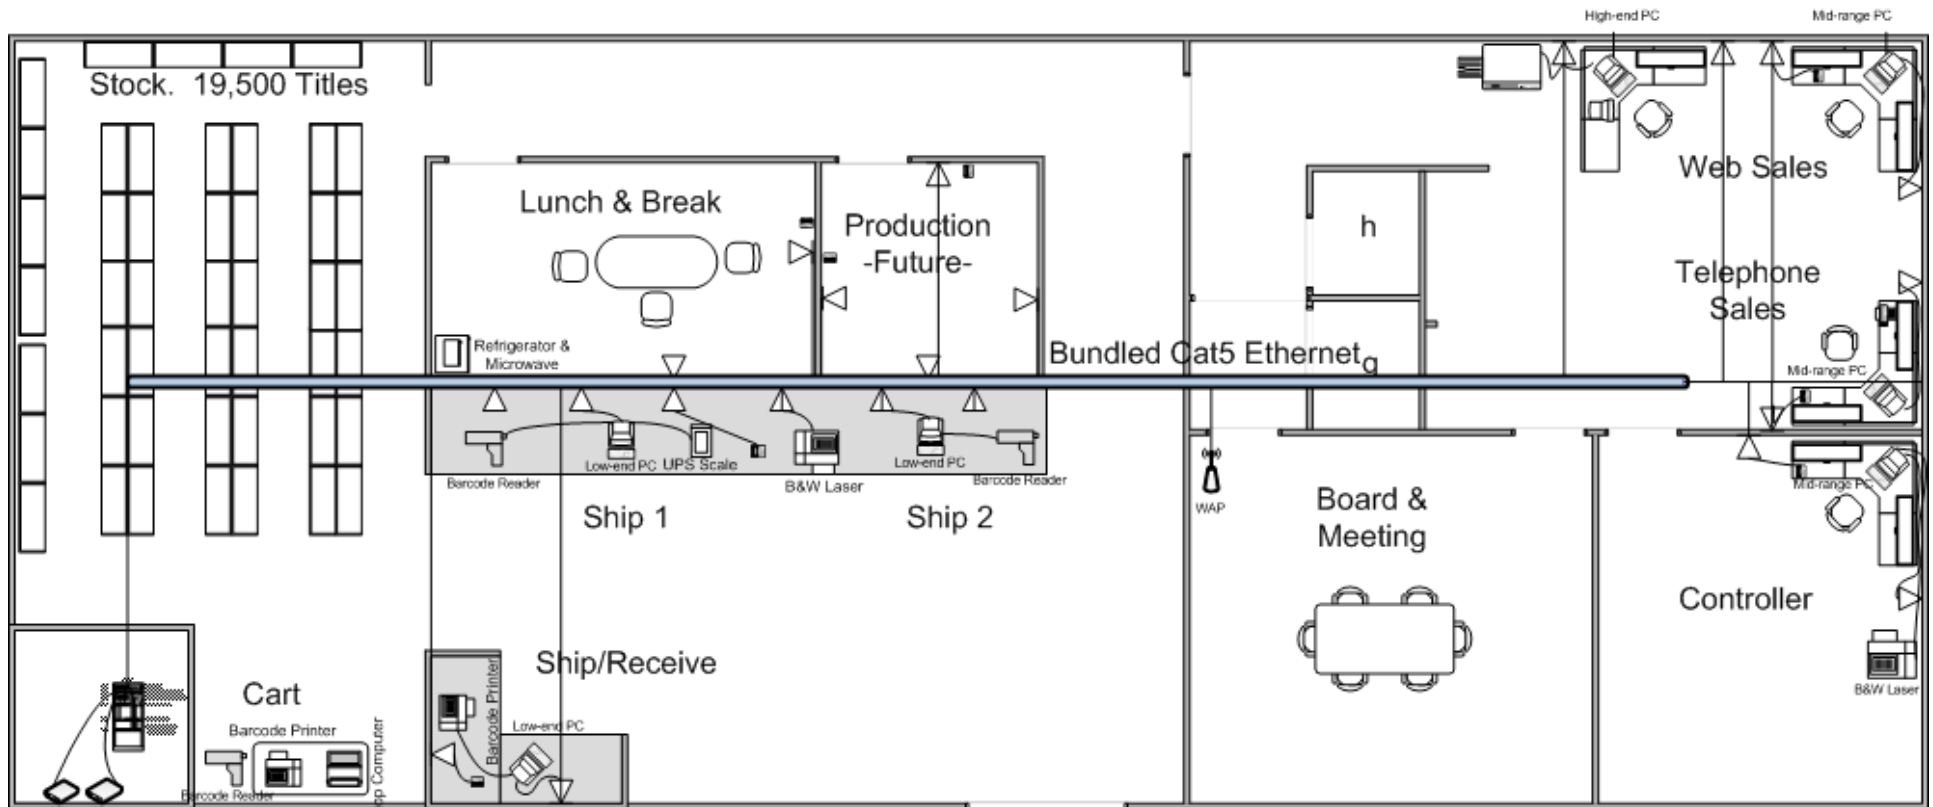 High-end PC
Mid-range PC
Stock. 19,500 Titles
Web Sales
Lunch & Break
Production
-Future-
h
Telephone
Sales
Refrigerator &
Microwave
Bundled Cat5 Ethernet
g
Mid-range PC
Low-end PC
UPS Scale
Low-end PC
Barcode Reader
B&W Laser
Barcode Reader
Mid-range PC
WAP
Ship 1
Ship 2
Board &
Meeting
Controller
Ship/Receive
Cart
Barcode Printer
Barcode Printer
Low-end PC
B&W Laser
Barcode Reader
op Computer